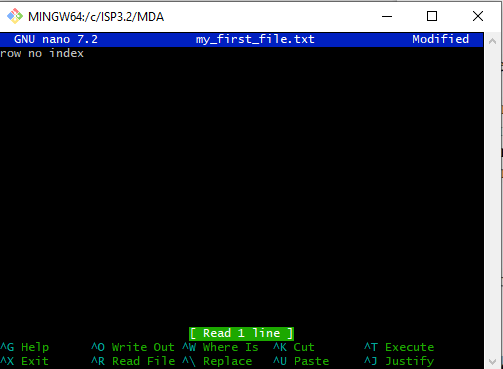 MINGW64:/c/ISP3.2/MDA
GNU nano 7.2 my_first_file.txt Modified
row no index
[ Read 1 line ]
^G Help ^O Write Out ^W Where Is ^K Cut ^T Execute
^X Exit ^R Read File ^\ Replace ^U Paste ^J Justify